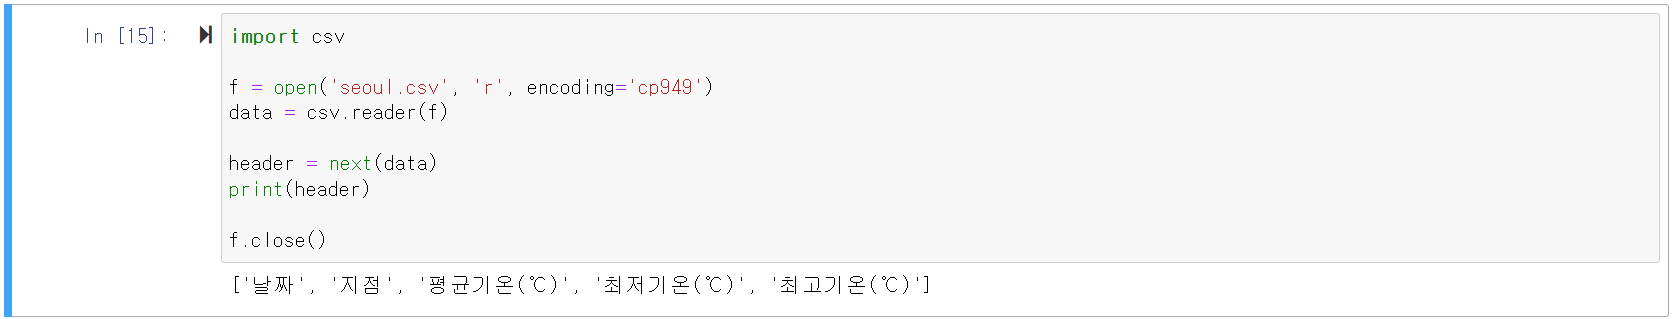 In [15]:
import csv
f = open('seoul.csv', 'r', encoding='cp949')
data = csv.reader(f)
header = next(data)
print(header)
f.close()
['날짜', '지점', '평균기온(℃)', '최저기온(℃)', '최고기온(℃)']